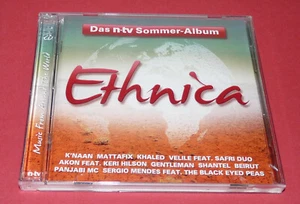 Das n-tv Sommer-Album
Ethnica
K'NAAN MATTAFIX KHALED VELILE FEAT. SAFRI DUO
AKON FEAT. KERI HILSON GENTLEMAN SHANTEL BEIRUT
PANJABI MC SERGIO MENDES FEAT. THE BLACK EYED PEAS
n-tv